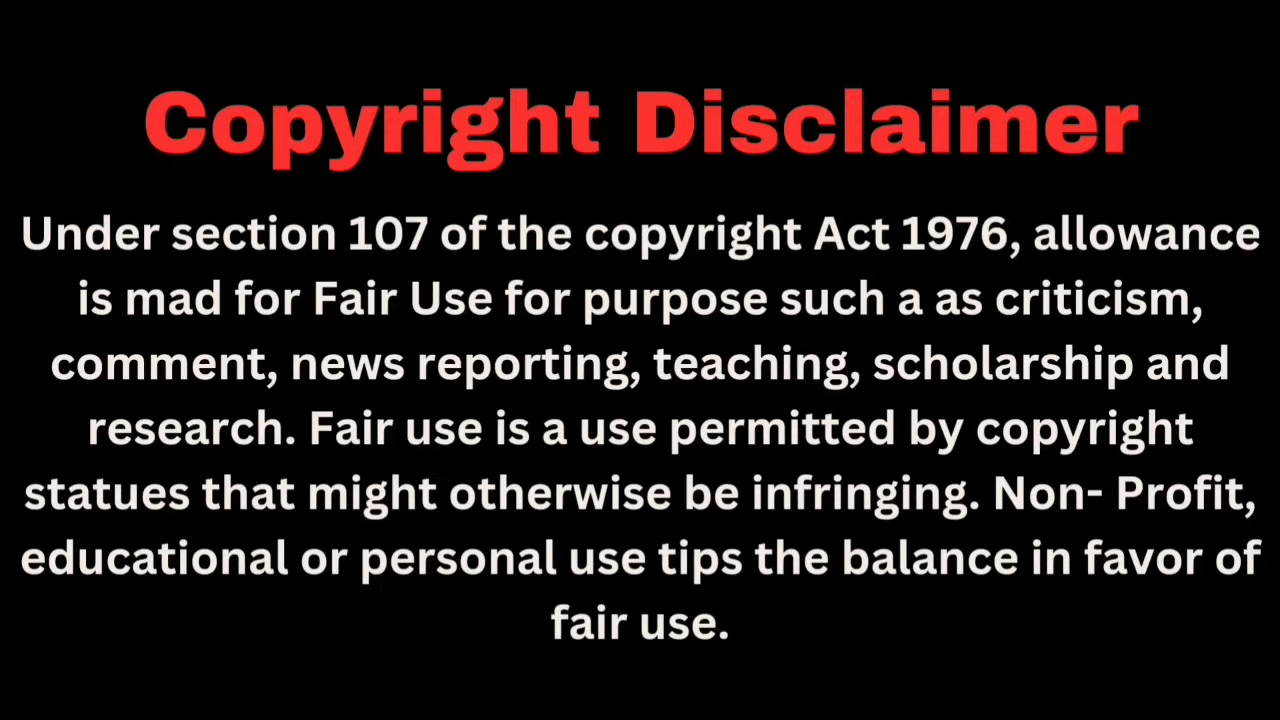 Copyright Disclaimer
Under section 107 of the copyright Act 1976, allowance
is mad for Fair Use for purpose such a as criticism,
comment, news reporting, teaching, scholarship and
research. Fair use is a use permitted by copyright
statues that might otherwise be infringing. Non- Profit,
educational or personal use tips the balance in favor of
fair use.